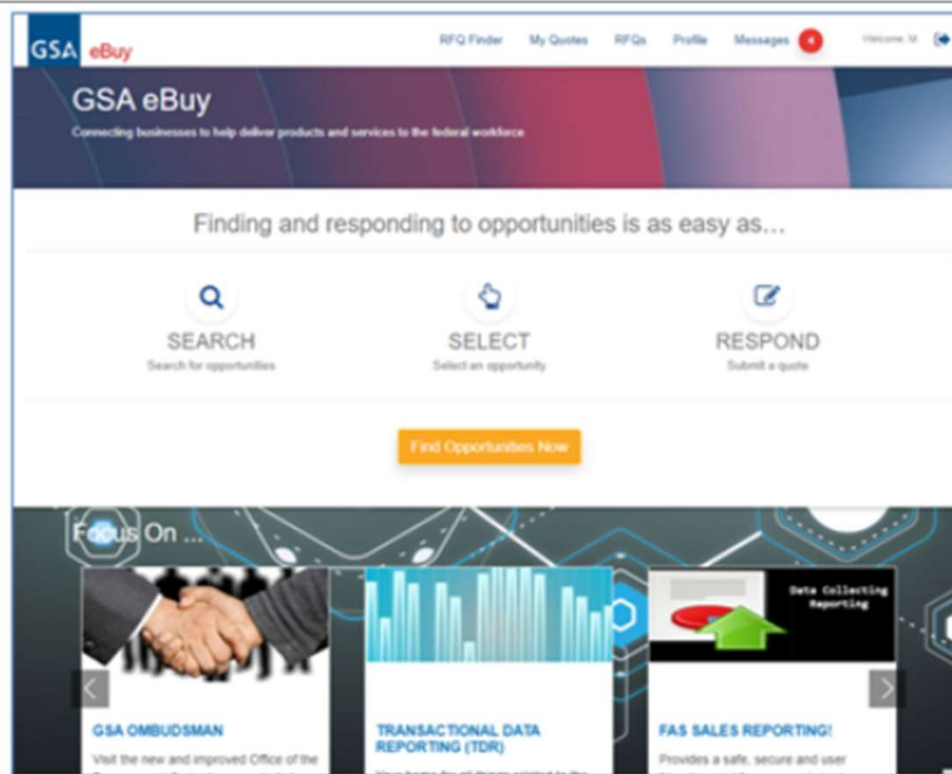 GSA eBuy
RFQ Finder My Quotes RFQs Profile Messages 4 Welcome, M.
GSA eBuy
Connecting businesses to help deliver products and services to the federal workforce
Finding and responding to opportunities is as easy as...
SEARCH
Search for opportunities
SELECT
Select an opportunity
RESPOND
Submit a quote
Find Opportunities Now
Focus On ...
Data Collecting
Reporting
GSA OMBUDSMAN
Visit the new and improved Office of the
TRANSACTIONAL DATA
REPORTING (TDR)
FAS SALES REPORTING!
Provides a safe, secure and user